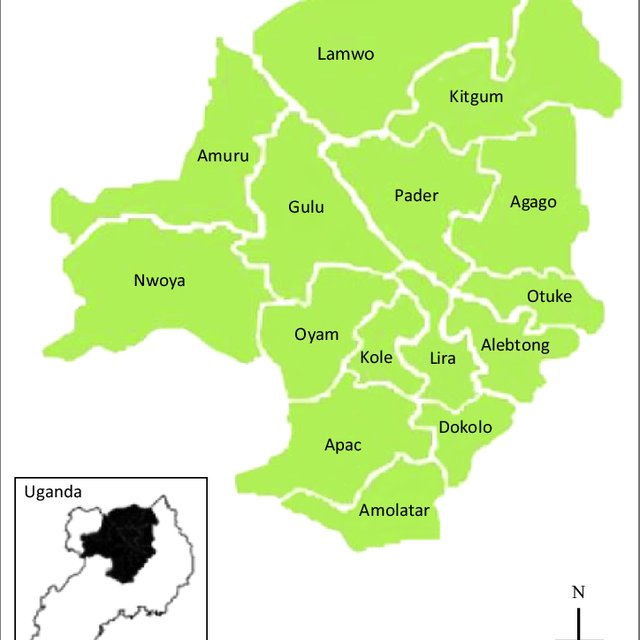 Lamwo
Kitgum
Amuru
Pader
Agago
Gulu
Nwoya
Otuke
Oyam
Alebtong
Kole
Lira
Dokolo
Apac
Amolatar
Uganda
N